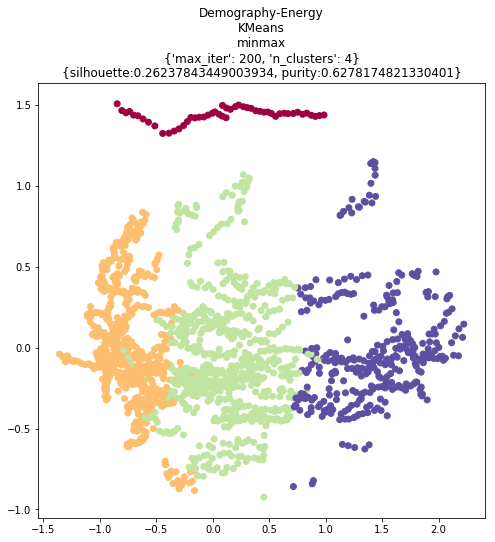 Demography-Energy
KMeans
minmax
{'max_iter': 200, 'n_clusters': 4}
{silhouette:0.26237843449003934, purity:0.6278174821330401}
1.5
1.0
0.5
0.0
−0.5
−1.0
−1.5
−1.0
−0.5
0.0
0.5
1.0
1.5
2.0